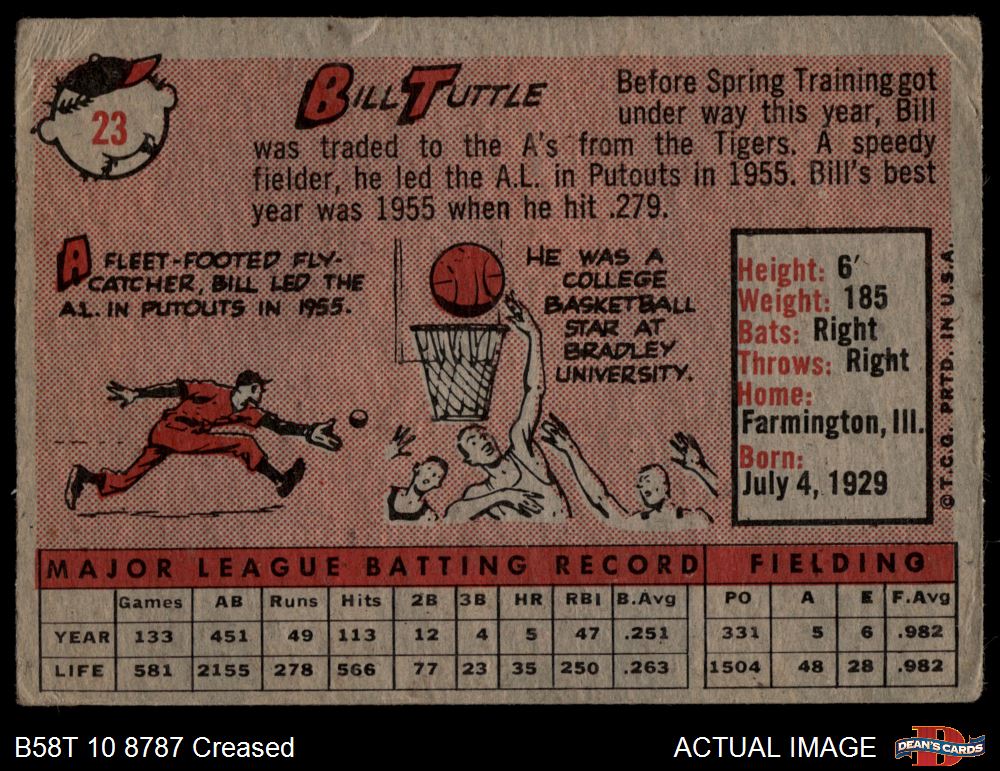 23
BILL TUTTLE
Before Spring Training got
under way this year, Bill
was traded to the A's from the Tigers. A speedy
fielder, he led the A.L. in Putouts in 1955. Bill's best
year was 1955 when he hit .279.
A FLEET-FOOTED FLY-
CATCHER, BILL LED THE
A.L. IN PUTOUTS IN 1955.
HE WAS A
COLLEGE
BASKETBALL
STAR AT
BRADLEY
UNIVERSITY.
Height: 6'
Weight: 185
Bats: Right
Throws: Right
Home:
Farmington, Ill.
Born:
July 4, 1929
© T.C.G. PRTD. IN U.S.A.
MAJOR LEAGUE BATTING RECORD FIELDING
Games AB Runs Hits 2B 3B HR RBI B.Avg PO A E F.Avg
YEAR 133 451 49 113 12 4 5 47 .251 331 5 6 .982
LIFE 581 2155 278 566 77 23 35 250 .263 1504 48 28 .982
B58T 10 8787 Creased
ACTUAL IMAGE
DEAN'S CARDS